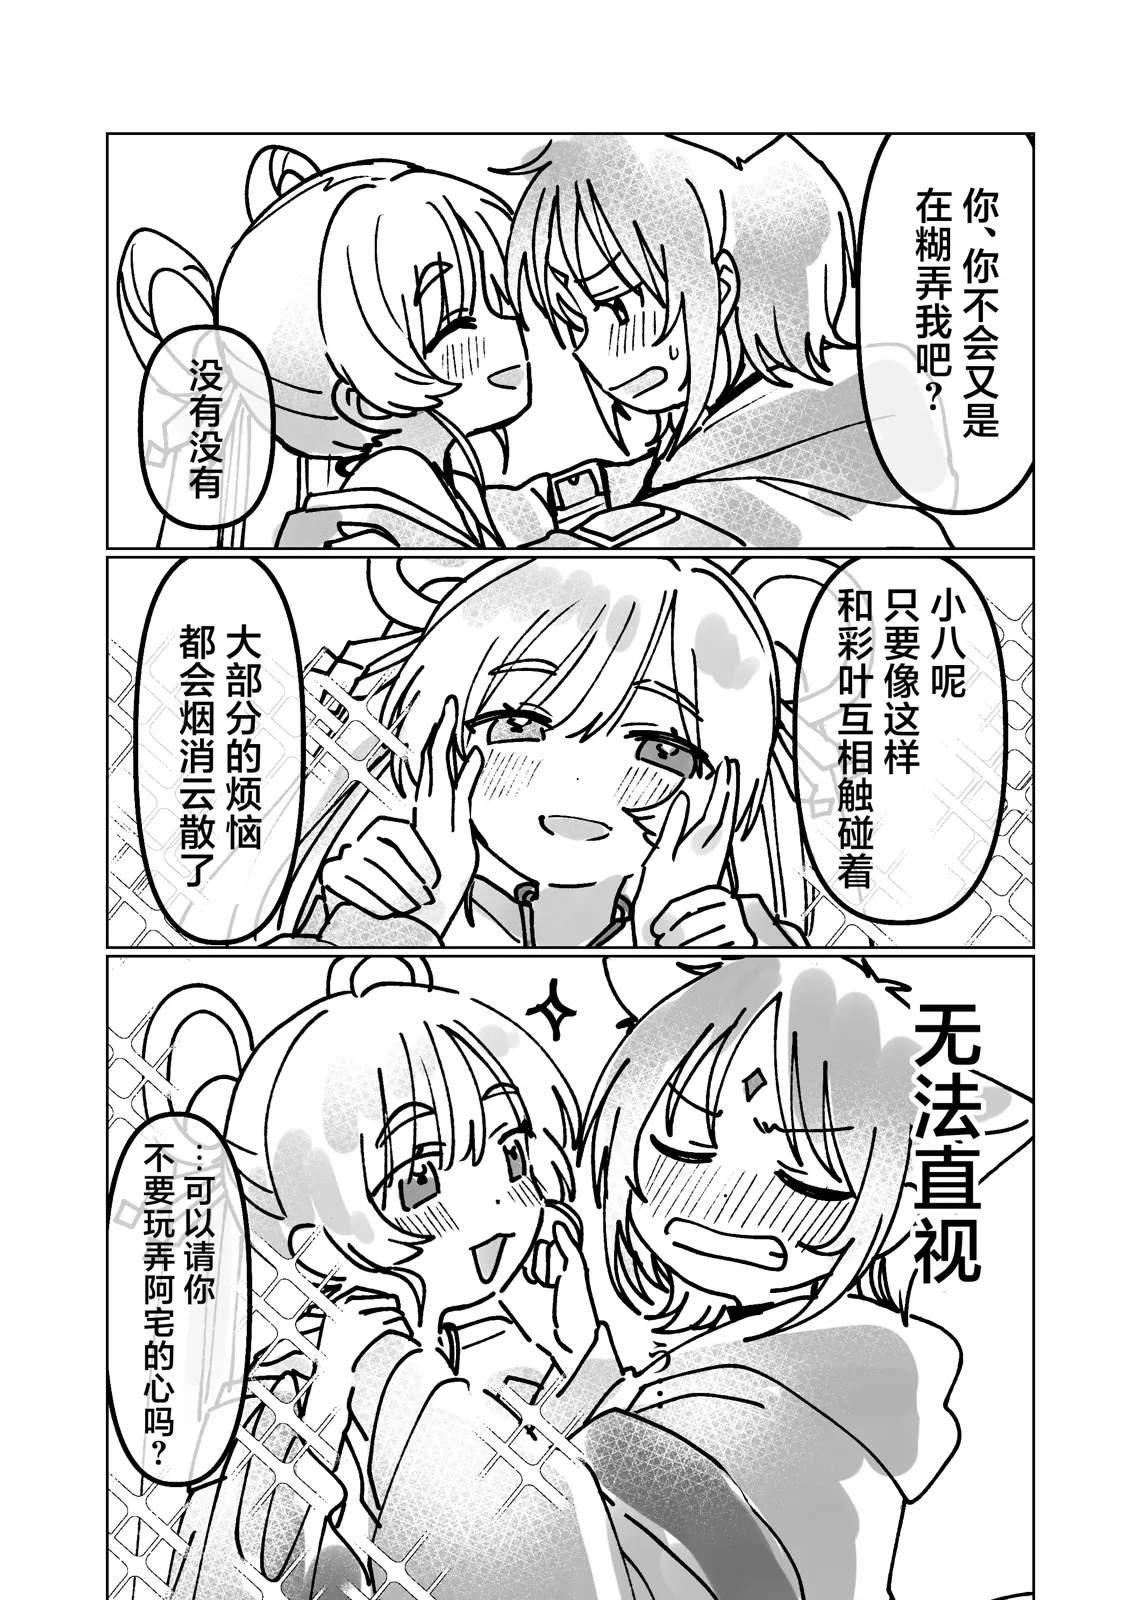 你、你不会又是
在糊弄我吧？
没有没有
小八呢
只要像这样
和彩叶互相触碰着
大部分的烦恼
都会烟消云散了
无法直视
…可以请你
不要玩弄阿宅的心吗？